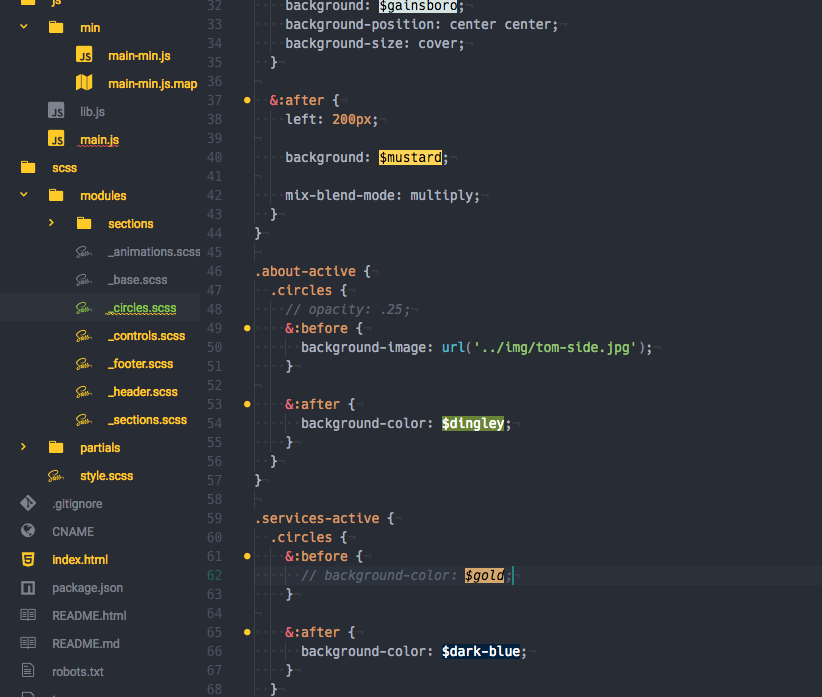 js
min
main-min.js
main-min.js.map
lib.js
main.js
scss
modules
sections
_animations.scss
_base.scss
_circles.scss
_controls.scss
_footer.scss
_header.scss
_sections.scss
partials
style.scss
.gitignore
CNAME
index.html
package.json
README.html
README.md
robots.txt
32 background: $gainsboro;
33 background-position: center center;
34 background-size: cover;
35 }
36
37 &:after {
38 left: 200px;
39
40 background: $mustard;
41
42 mix-blend-mode: multiply;
43 }
44 }
45
46 .about-active {
47 .circles {
48 // opacity: .25;
49 &:before {
50 background-image: url('../img/tom-side.jpg');
51 }
52
53 &:after {
54 background-color: $dingley;
55 }
56 }
57 }
58
59 .services-active {
60 .circles {
61 &:before {
62 // background-color: $gold;
63 }
64
65 &:after {
66 background-color: $dark-blue;
67 }
68 }